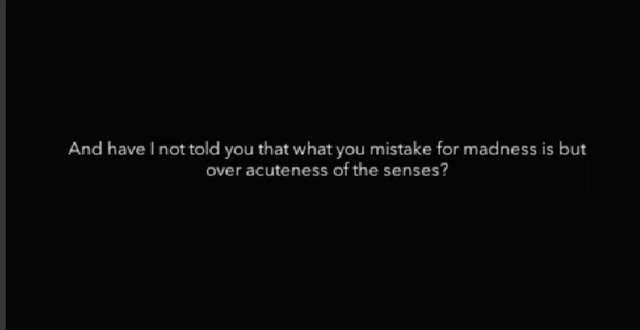 And have I not told you that what you mistake for madness is but
over acuteness of the senses?